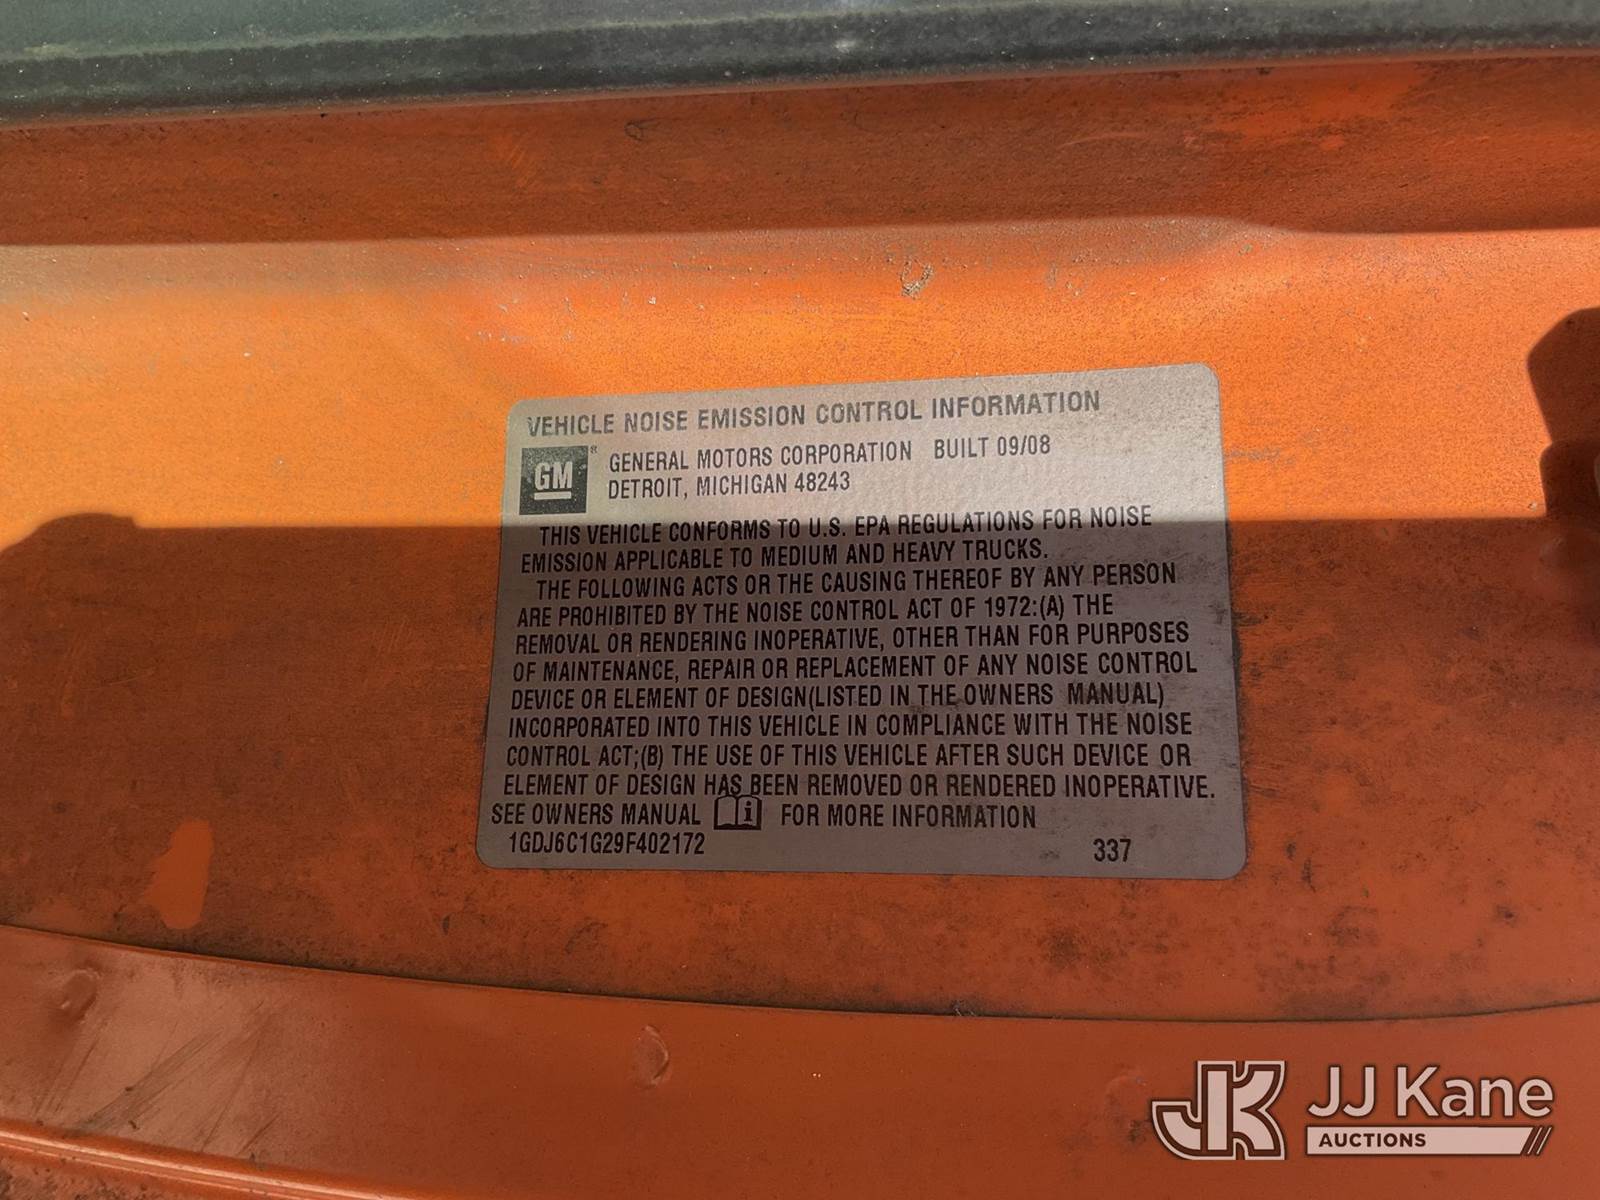 VEHICLE NOISE EMISSION CONTROL INFORMATION
GM ® GENERAL MOTORS CORPORATION BUILT 09/08
DETROIT, MICHIGAN 48243
THIS VEHICLE CONFORMS TO U.S. EPA REGULATIONS FOR NOISE
EMISSION APPLICABLE TO MEDIUM AND HEAVY TRUCKS.
THE FOLLOWING ACTS OR THE CAUSING THEREOF BY ANY PERSON
ARE PROHIBITED BY THE NOISE CONTROL ACT OF 1972:(A) THE
REMOVAL OR RENDERING INOPERATIVE, OTHER THAN FOR PURPOSES
OF MAINTENANCE, REPAIR OR REPLACEMENT OF ANY NOISE CONTROL
DEVICE OR ELEMENT OF DESIGN(LISTED IN THE OWNERS MANUAL)
INCORPORATED INTO THIS VEHICLE IN COMPLIANCE WITH THE NOISE
CONTROL ACT;(B) THE USE OF THIS VEHICLE AFTER SUCH DEVICE OR
ELEMENT OF DESIGN HAS BEEN REMOVED OR RENDERED INOPERATIVE.
SEE OWNERS MANUAL i FOR MORE INFORMATION
1GDJ6C1G29F402172 337
JK JJ Kane
AUCTIONS